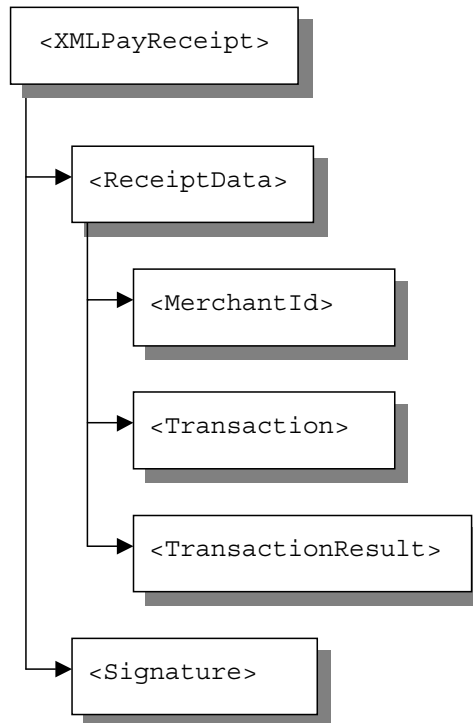 <XMLPayReceipt>
<ReceiptData>
<MerchantId>
<Transaction>
<TransactionResult>
<Signature>